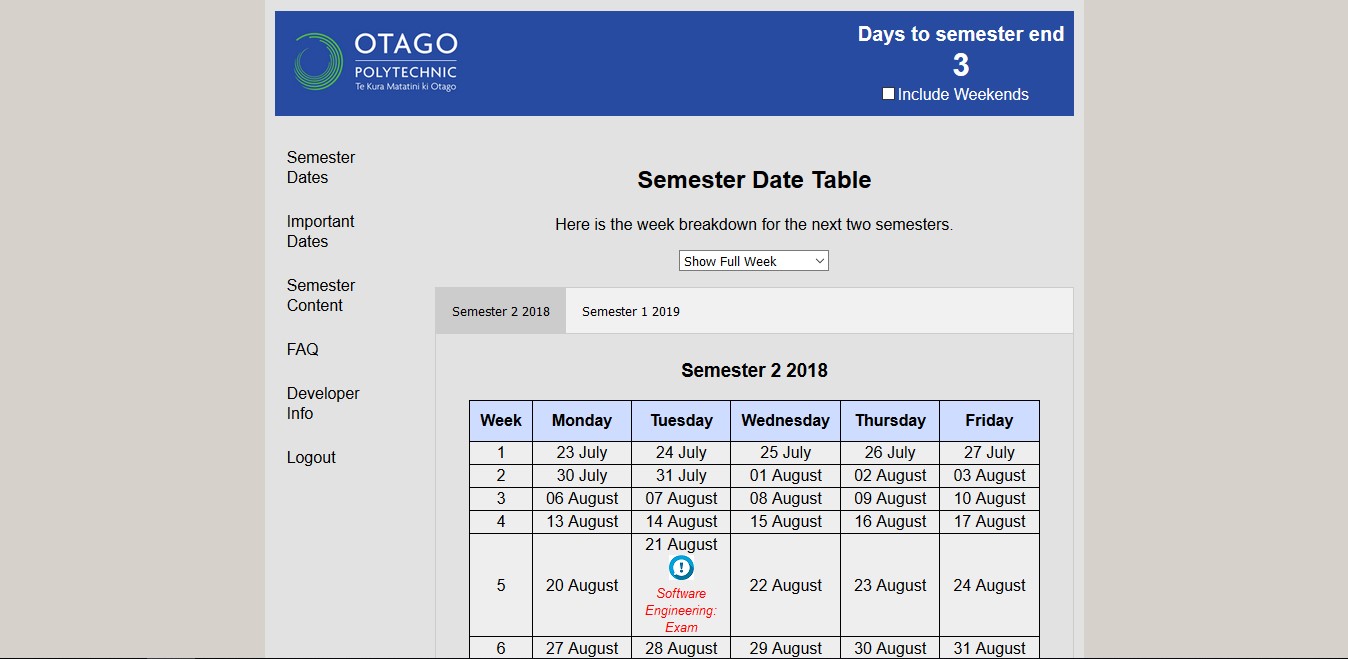 OTAGO
POLYTECHNIC
Te Kura Matatini ki Otago
Days to semester end
3
Include Weekends
Semester
Dates
Important
Dates
Semester
Content
FAQ
Developer
Info
Logout
Semester Date Table
Here is the week breakdown for the next two semesters.
Show Full Week
Semester 2 2018 Semester 1 2019
Semester 2 2018
Week Monday Tuesday Wednesday Thursday Friday
1 23 July 24 July 25 July 26 July 27 July
2 30 July 31 July 01 August 02 August 03 August
3 06 August 07 August 08 August 09 August 10 August
4 13 August 14 August 15 August 16 August 17 August
5 20 August 21 August 22 August 23 August 24 August
Software
Engineering:
Exam
6 27 August 28 August 29 August 30 August 31 August